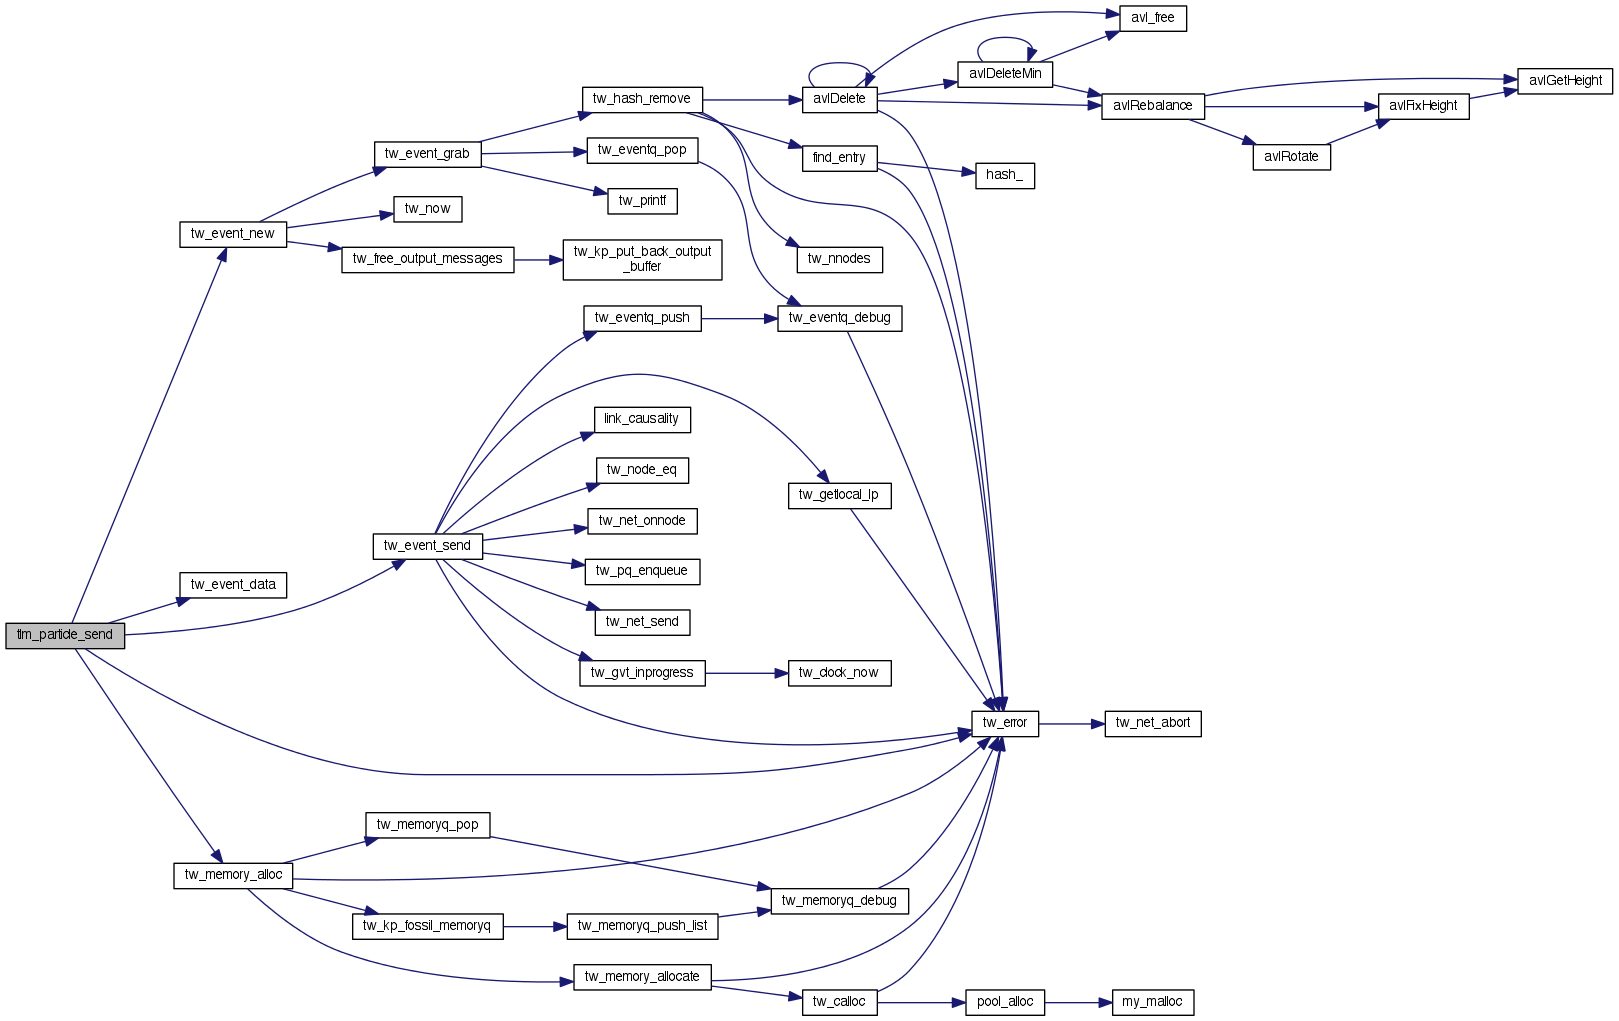 avl_free
avlDeleteMin
avlGetHeight
tw_hash_remove
avlDelete
avlRebalance
avlFixHeight
tw_event_grab
tw_eventq_pop
find_entry
avlRotate
hash_
tw_now
tw_printf
tw_event_new
tw_free_output_messages
tw_kp_put_back_output
_buffer
tw_nnodes
tw_eventq_push
tw_eventq_debug
link_causality
tw_node_eq
tw_getlocal_lp
tw_net_onnode
tw_event_send
tw_pq_enqueue
tw_event_data
tw_net_send
tlm_particle_send
tw_gvt_inprogress
tw_clock_now
tw_error
tw_net_abort
tw_memoryq_pop
tw_memory_alloc
tw_memoryq_debug
tw_kp_fossil_memoryq
tw_memoryq_push_list
tw_memory_allocate
tw_calloc
pool_alloc
my_malloc